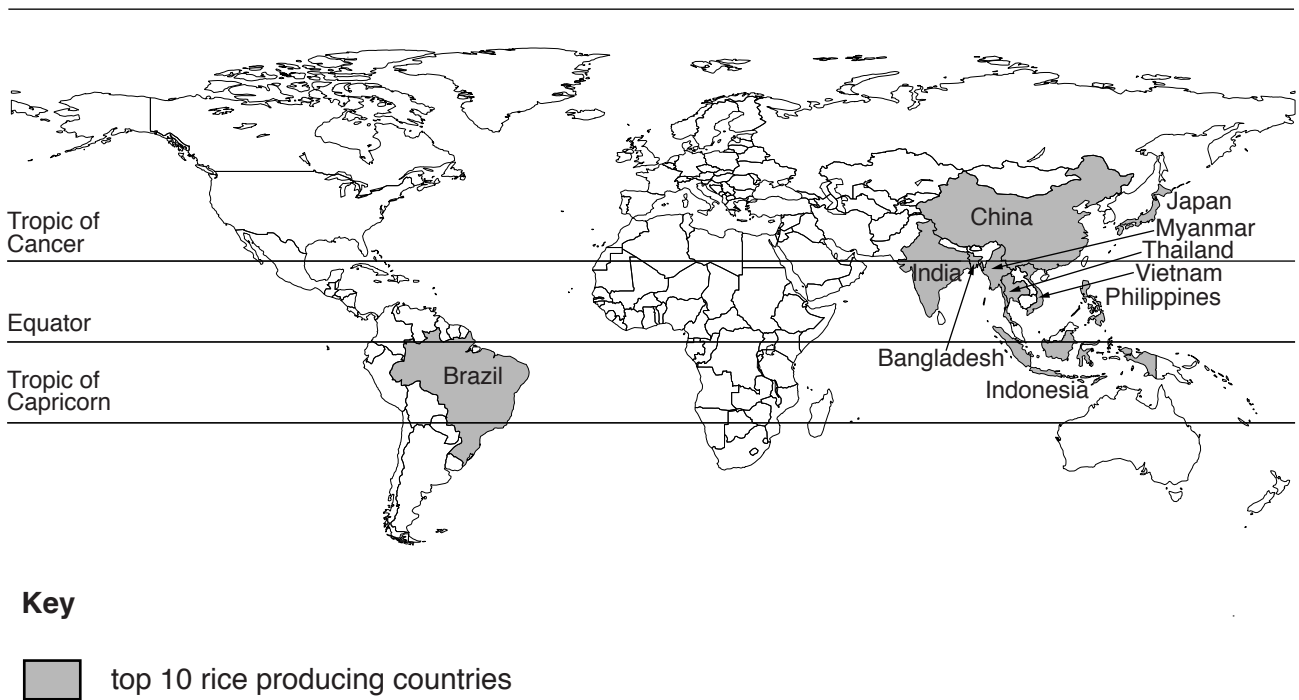 Tropic of
Cancer
Equator
Tropic of
Capricorn
Brazil
China
India
Japan
Myanmar
Thailand
Vietnam
Philippines
Bangladesh
Indonesia
Key
top 10 rice producing countries